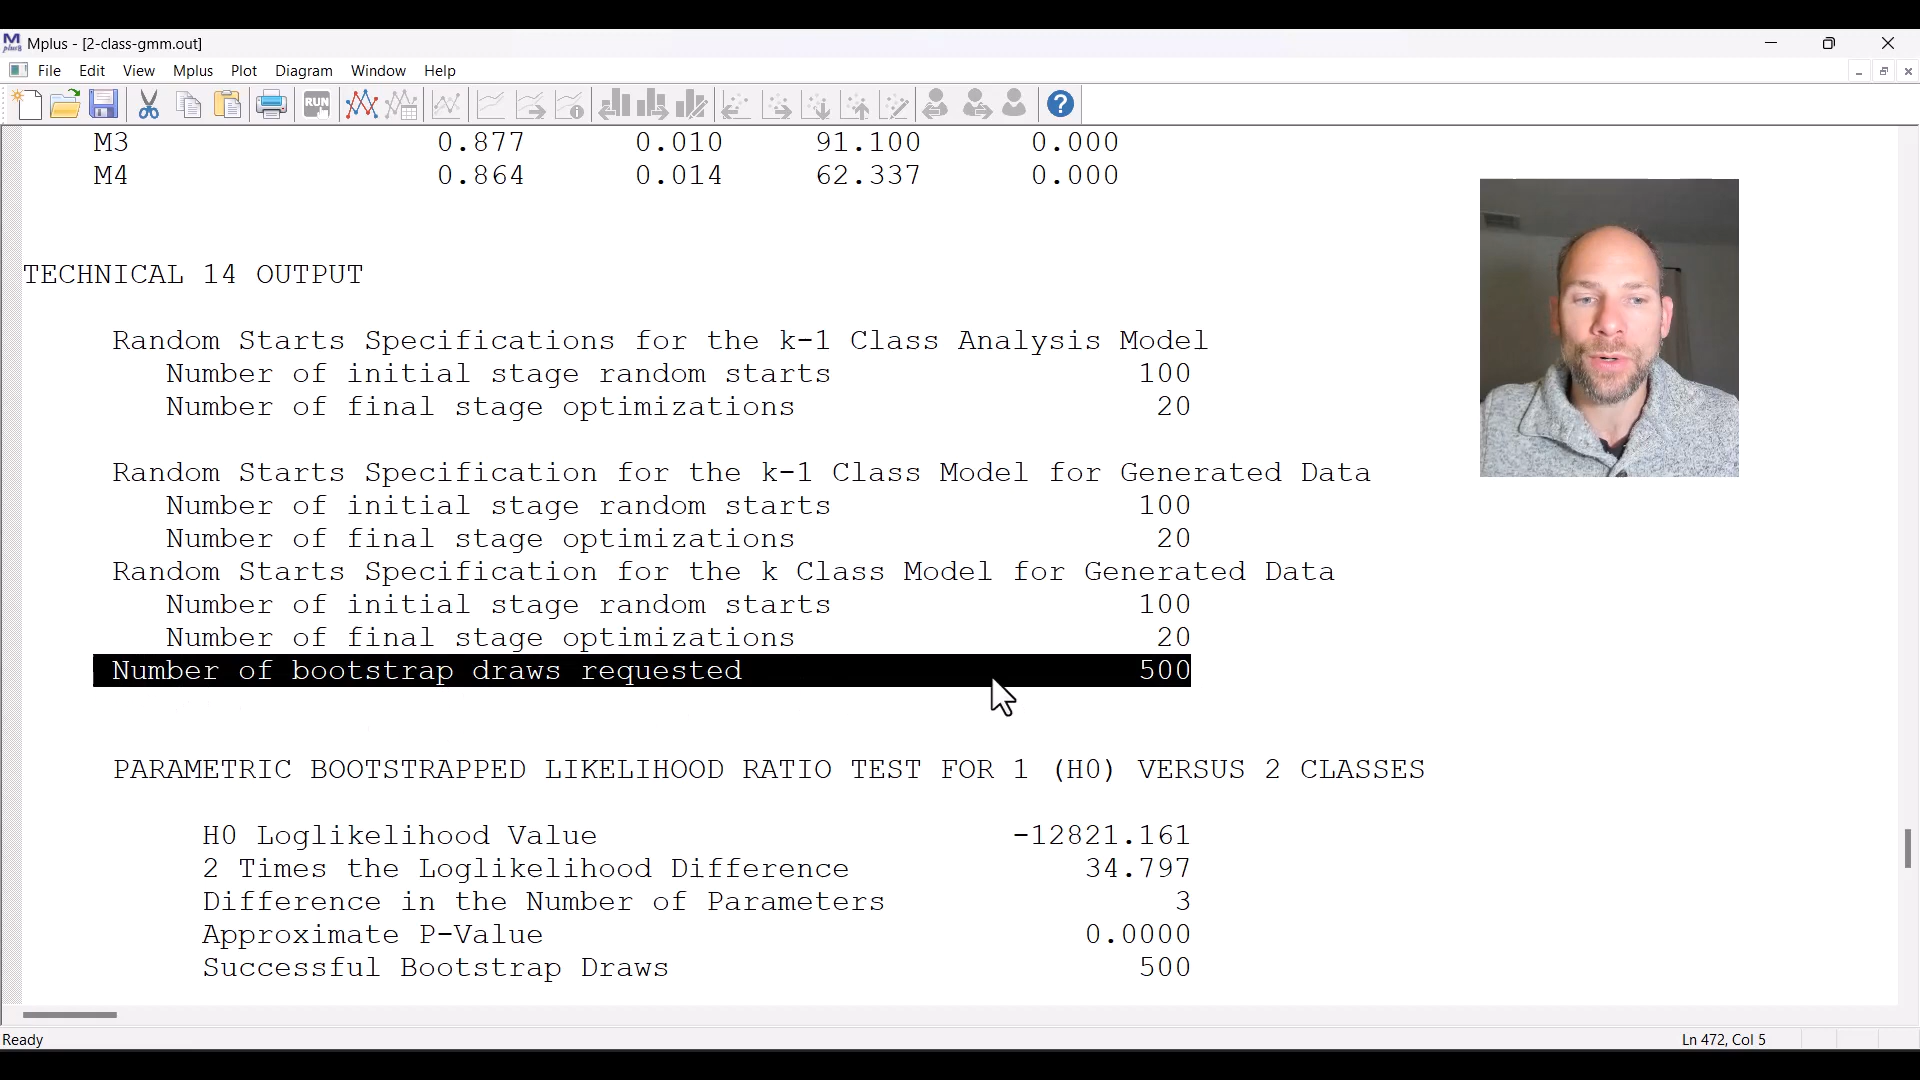 Mplus - [2-class-gmm.out]
File Edit View Mplus Plot Diagram Window Help
RUN
M3 0.877 0.010 91.100 0.000
M4 0.864 0.014 62.337 0.000
TECHNICAL 14 OUTPUT
Random Starts Specifications for the k-1 Class Analysis Model
Number of initial stage random starts 100
Number of final stage optimizations 20
Random Starts Specification for the k-1 Class Model for Generated Data
Number of initial stage random starts 100
Number of final stage optimizations 20
Random Starts Specification for the k Class Model for Generated Data
Number of initial stage random starts 100
Number of final stage optimizations 20
Number of bootstrap draws requested 500
PARAMETRIC BOOTSTRAPPED LIKELIHOOD RATIO TEST FOR 1 (H0) VERSUS 2 CLASSES
H0 Loglikelihood Value -12821.161
2 Times the Loglikelihood Difference 34.797
Difference in the Number of Parameters 3
Approximate P-Value 0.0000
Successful Bootstrap Draws 500
Ready Ln 472, Col 5